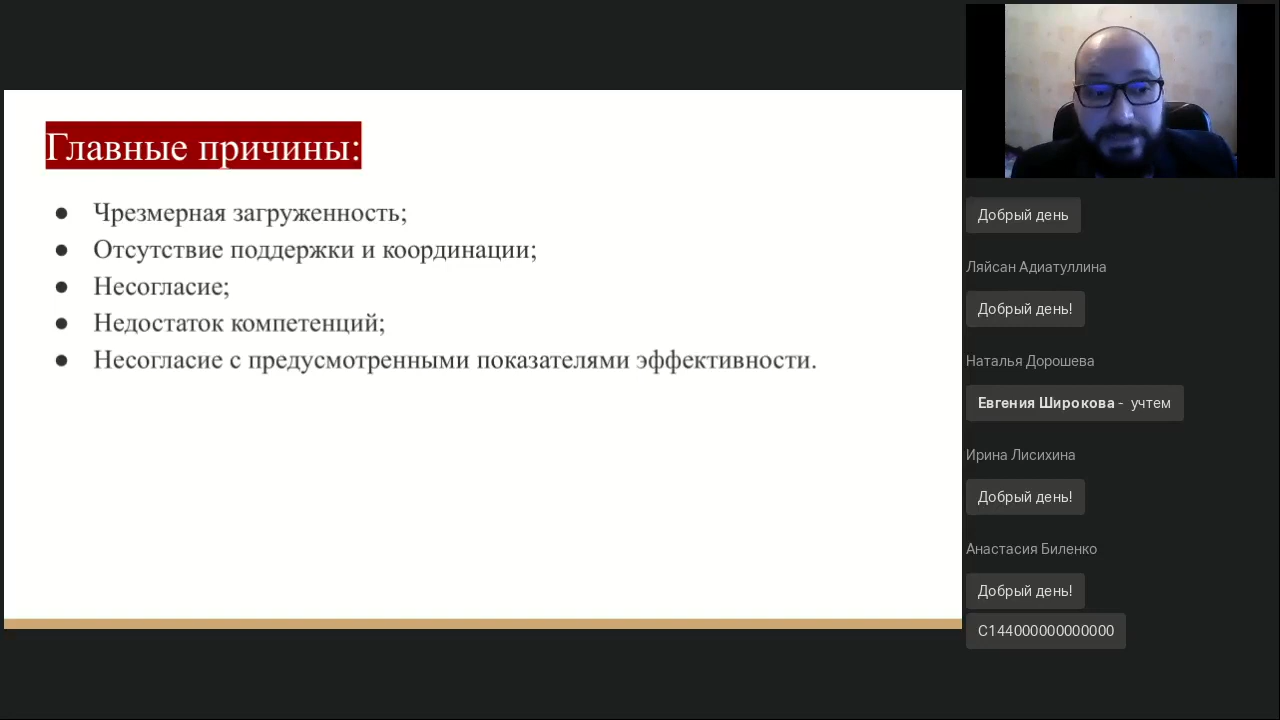 Главные причины:
● Чрезмерная загруженность;
● Отсутствие поддержки и координации;
● Несогласие;
● Недостаток компетенций;
● Несогласие с предусмотренными показателями эффективности.
Добрый день
Ляйсан Адиатуллина
Добрый день!
Наталья Дорошева
Евгения Широкова - учтем
Ирина Лисихина
Добрый день!
Анастасия Биленко
Добрый день!
С144000000000000